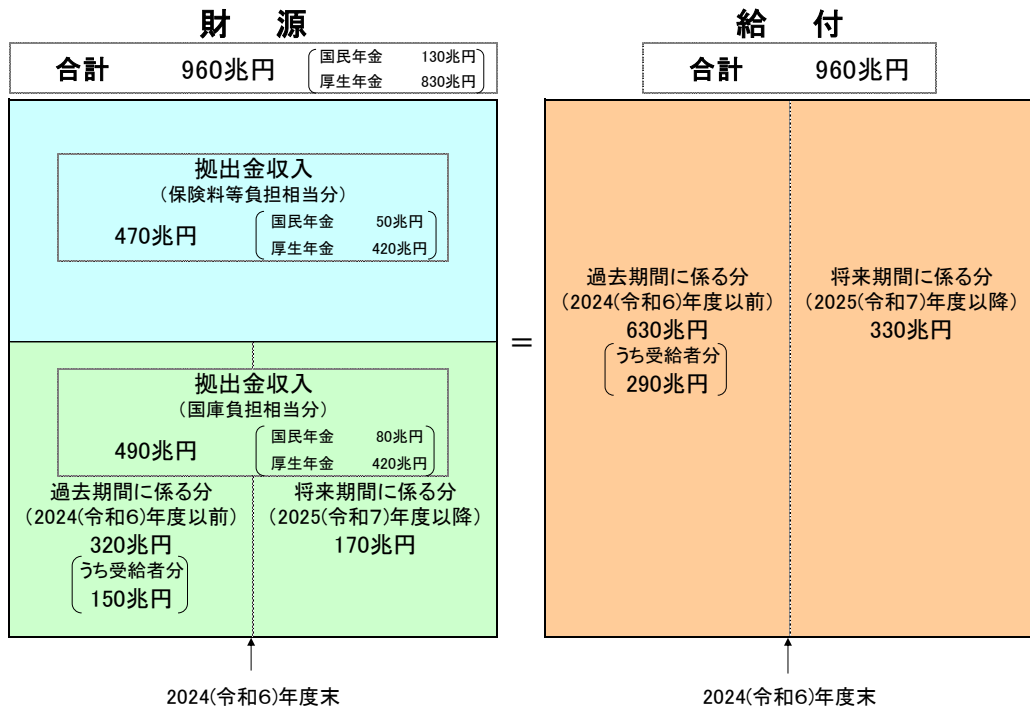 財 源
合計 960兆円 国民年金 130兆円
厚生年金 830兆円
拠出金収入
(保険料等負担相当分)
470兆円 国民年金 50兆円
厚生年金 420兆円
拠出金収入
(国庫負担相当分)
490兆円 国民年金 80兆円
厚生年金 420兆円
過去期間に係る分
(2024(令和6)年度以前)
320兆円
うち受給者分
150兆円
将来期間に係る分
(2025(令和7)年度以降)
170兆円
2024(令和6)年度末
=
給 付
合計 960兆円
過去期間に係る分
(2024(令和6)年度以前)
630兆円
うち受給者分
290兆円
将来期間に係る分
(2025(令和7)年度以降)
330兆円
2024(令和6)年度末